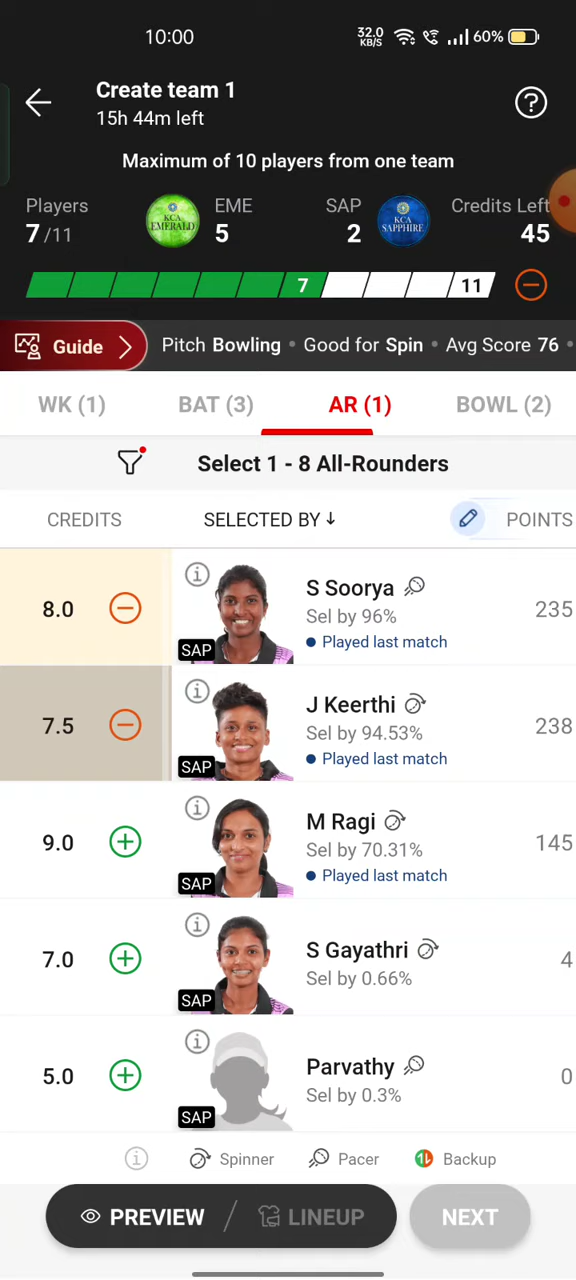 10:00
32.0
KB/S
60%
Create team 1
15h 44m left
Maximum of 10 players from one team
Players
7/11
KCA
EMERALD
EME
5
SAP
2
KCA
SAPPHIRE
Credits Left
45
7
11
Guide
Pitch Bowling • Good for Spin • Avg Score 76 •
WK (1)
BAT (3)
AR (1)
BOWL (2)
Select 1 - 8 All-Rounders
CREDITS
SELECTED BY ↓
POINTS
8.0
SAP
S Soorya
Sel by 96%
Played last match
235
7.5
SAP
J Keerthi
Sel by 94.53%
Played last match
238
9.0
SAP
M Ragi
Sel by 70.31%
Played last match
145
7.0
SAP
S Gayathri
Sel by 0.66%
4
5.0
SAP
Parvathy
Sel by 0.3%
0
Spinner
Pacer
Backup
PREVIEW / LINEUP
NEXT